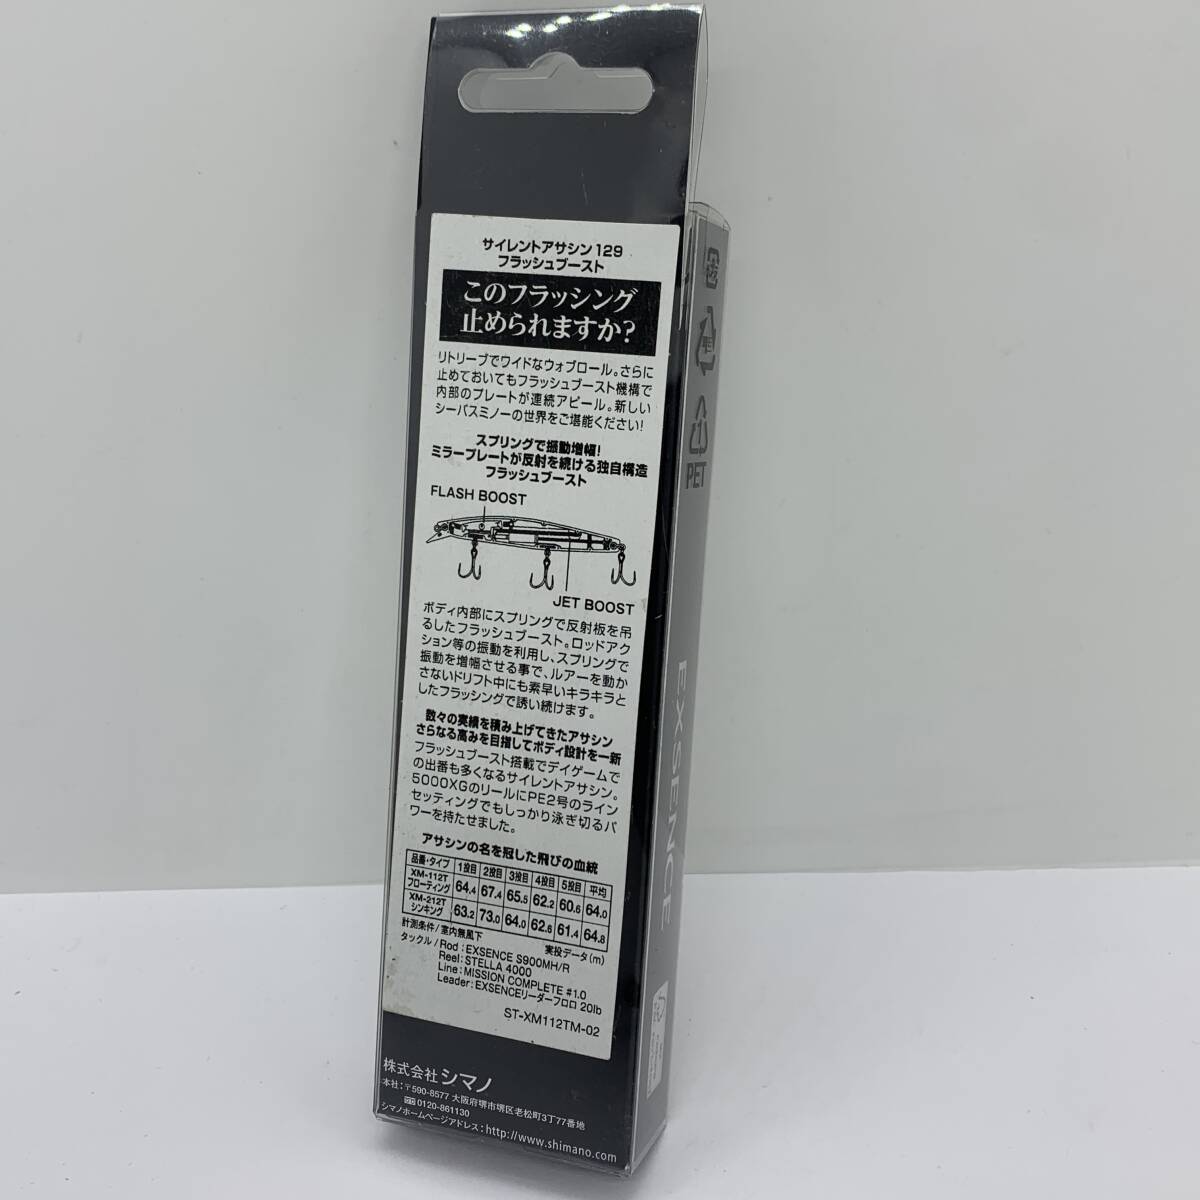 サイレントアサシン129
フラッシュブースト
このフラッシング
止められますか?
リトリーブでワイドなウォブロール。さらに
止めておいてもフラッシュブースト機構で
内部のプレートが連続アピール。新しい
シーバスミノーの世界をご堪能ください!
スプリングで振動増幅!
ミラープレートが反射を続ける独自構造
フラッシュブースト
FLASH BOOST
JET BOOST
ボディ内部にスプリングで反射板を吊
るしたフラッシュブースト。ロッドアク
ション等の振動を利用し、スプリングで
振動を増幅させる事で、ルアーを動か
さないドリフト中にも素早いキラキラと
したフラッシングで誘い続けます。
数々の実績を積み上げてきたアサシン
さらなる高みを目指してボディ設計を一新
フラッシュブースト搭載でデイゲームで
の出番も多くなるサイレントアサシン。
5000XGのリールにPE2号のライン
セッティングでもしっかり泳ぎ切るパ
ワーを持たせました。
アサシンの名を冠した飛びの血統
品番・タイプ 1投目 2投目 3投目 4投目 5投目 平均
XM-112T
フローティング 64.4 67.4 65.5 62.2 60.6 64.0
XM-212T
シンキング 63.2 73.0 64.0 62.6 61.4 64.8
計測条件/室内無風下 実投データ(m)
タックル/Rod:EXSENCE S900MH/R
Reel:STELLA 4000
Line:MISSION COMPLETE #1.0
Leader:EXSENCEリーダーフロロ 20lb
ST-XM112TM-02
株式会社シマノ
本社:〒590-8577 大阪府堺市堺区老松町3丁77番地
0120-861130
シマノホームページアドレス:http://www.shimano.com
PET
EXSENCE